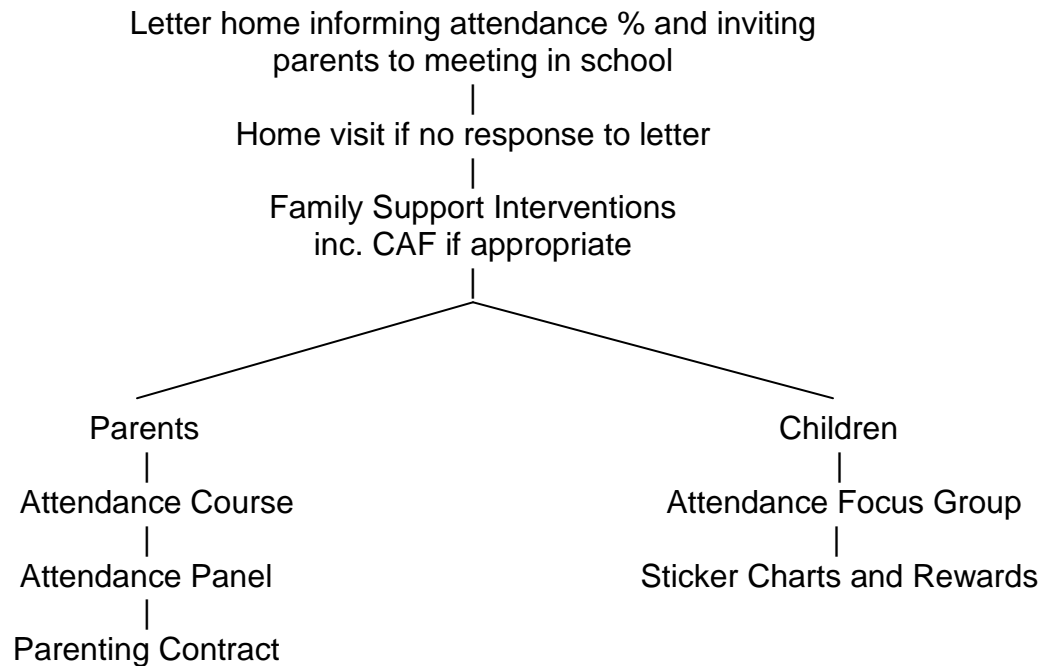 Letter home informing attendance % and inviting
parents to meeting in school
Home visit if no response to letter
Family Support Interventions
inc. CAF if appropriate
Parents
Children
Attendance Course
Attendance Focus Group
Attendance Panel
Sticker Charts and Rewards
Parenting Contract